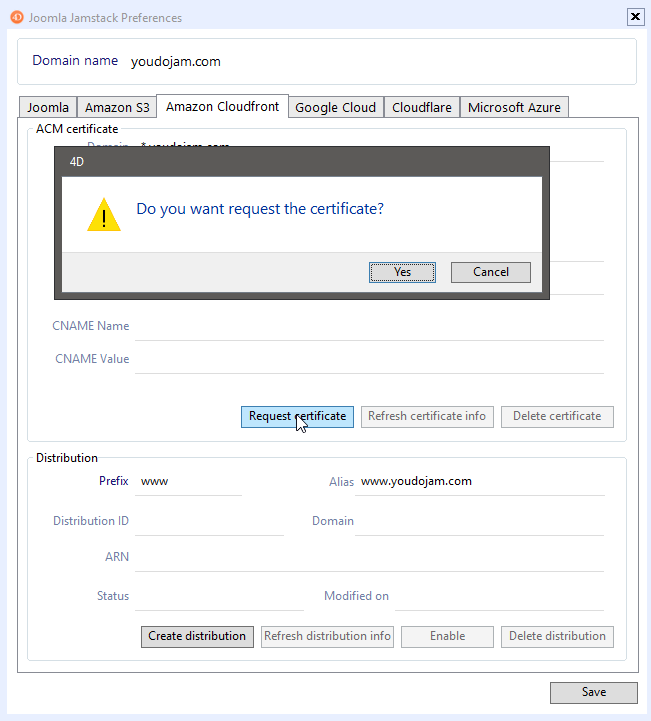 Joomla Jamstack Preferences
Domain name youdojam.com
Joomla Amazon S3 Amazon Cloudfront Google Cloud Cloudflare Microsoft Azure
ACM certificate
Domain *.youdojam.com
4D
Do you want request the certificate?
Yes Cancel
CNAME Name
CNAME Value
Request certificate Refresh certificate info Delete certificate
Distribution
Prefix www Alias www.youdojam.com
Distribution ID Domain
ARN
Status Modified on
Create distribution Refresh distribution info Enable Delete distribution
Save